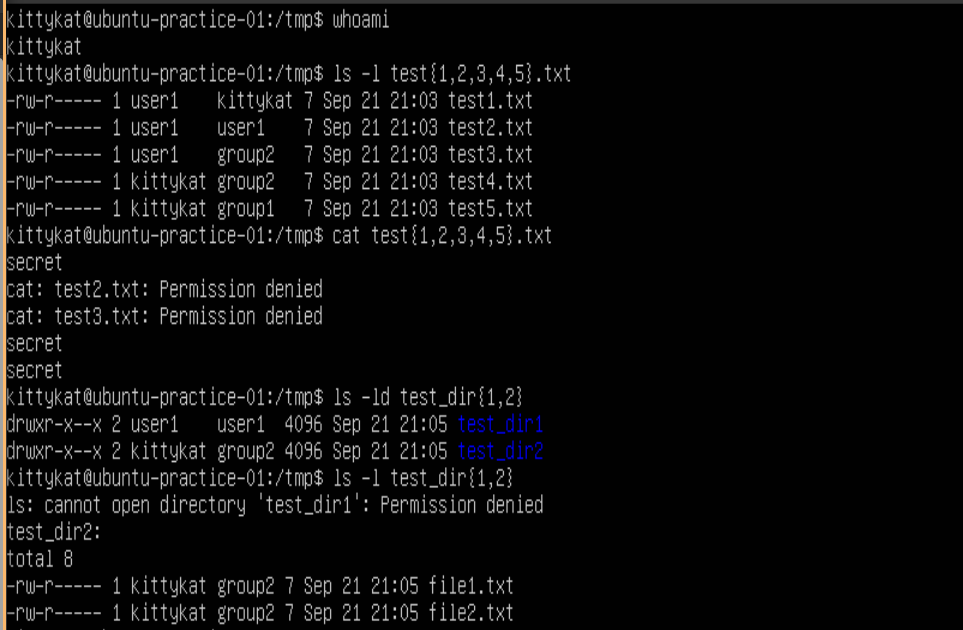 kittykat@ubuntu-practice-01:/tmp$ whoami
kittykat
kittykat@ubuntu-practice-01:/tmp$ ls -l test{1,2,3,4,5}.txt
-rw-r----- 1 user1    kittykat 7 Sep 21 21:03 test1.txt
-rw-r----- 1 user1    user1    7 Sep 21 21:03 test2.txt
-rw-r----- 1 user1    group2   7 Sep 21 21:03 test3.txt
-rw-r----- 1 kittykat group2   7 Sep 21 21:03 test4.txt
-rw-r----- 1 kittykat group1   7 Sep 21 21:03 test5.txt
kittykat@ubuntu-practice-01:/tmp$ cat test{1,2,3,4,5}.txt
secret
cat: test2.txt: Permission denied
cat: test3.txt: Permission denied
secret
secret
kittykat@ubuntu-practice-01:/tmp$ ls -ld test_dir{1,2}
drwxr-x--x 2 user1    user1  4096 Sep 21 21:05 test_dir1
drwxr-x--x 2 kittykat group2 4096 Sep 21 21:05 test_dir2
kittykat@ubuntu-practice-01:/tmp$ ls -l test_dir{1,2}
ls: cannot open directory 'test_dir1': Permission denied
test_dir2:
total 8
-rw-r----- 1 kittykat group2 7 Sep 21 21:05 file1.txt
-rw-r----- 1 kittykat group2 7 Sep 21 21:05 file2.txt